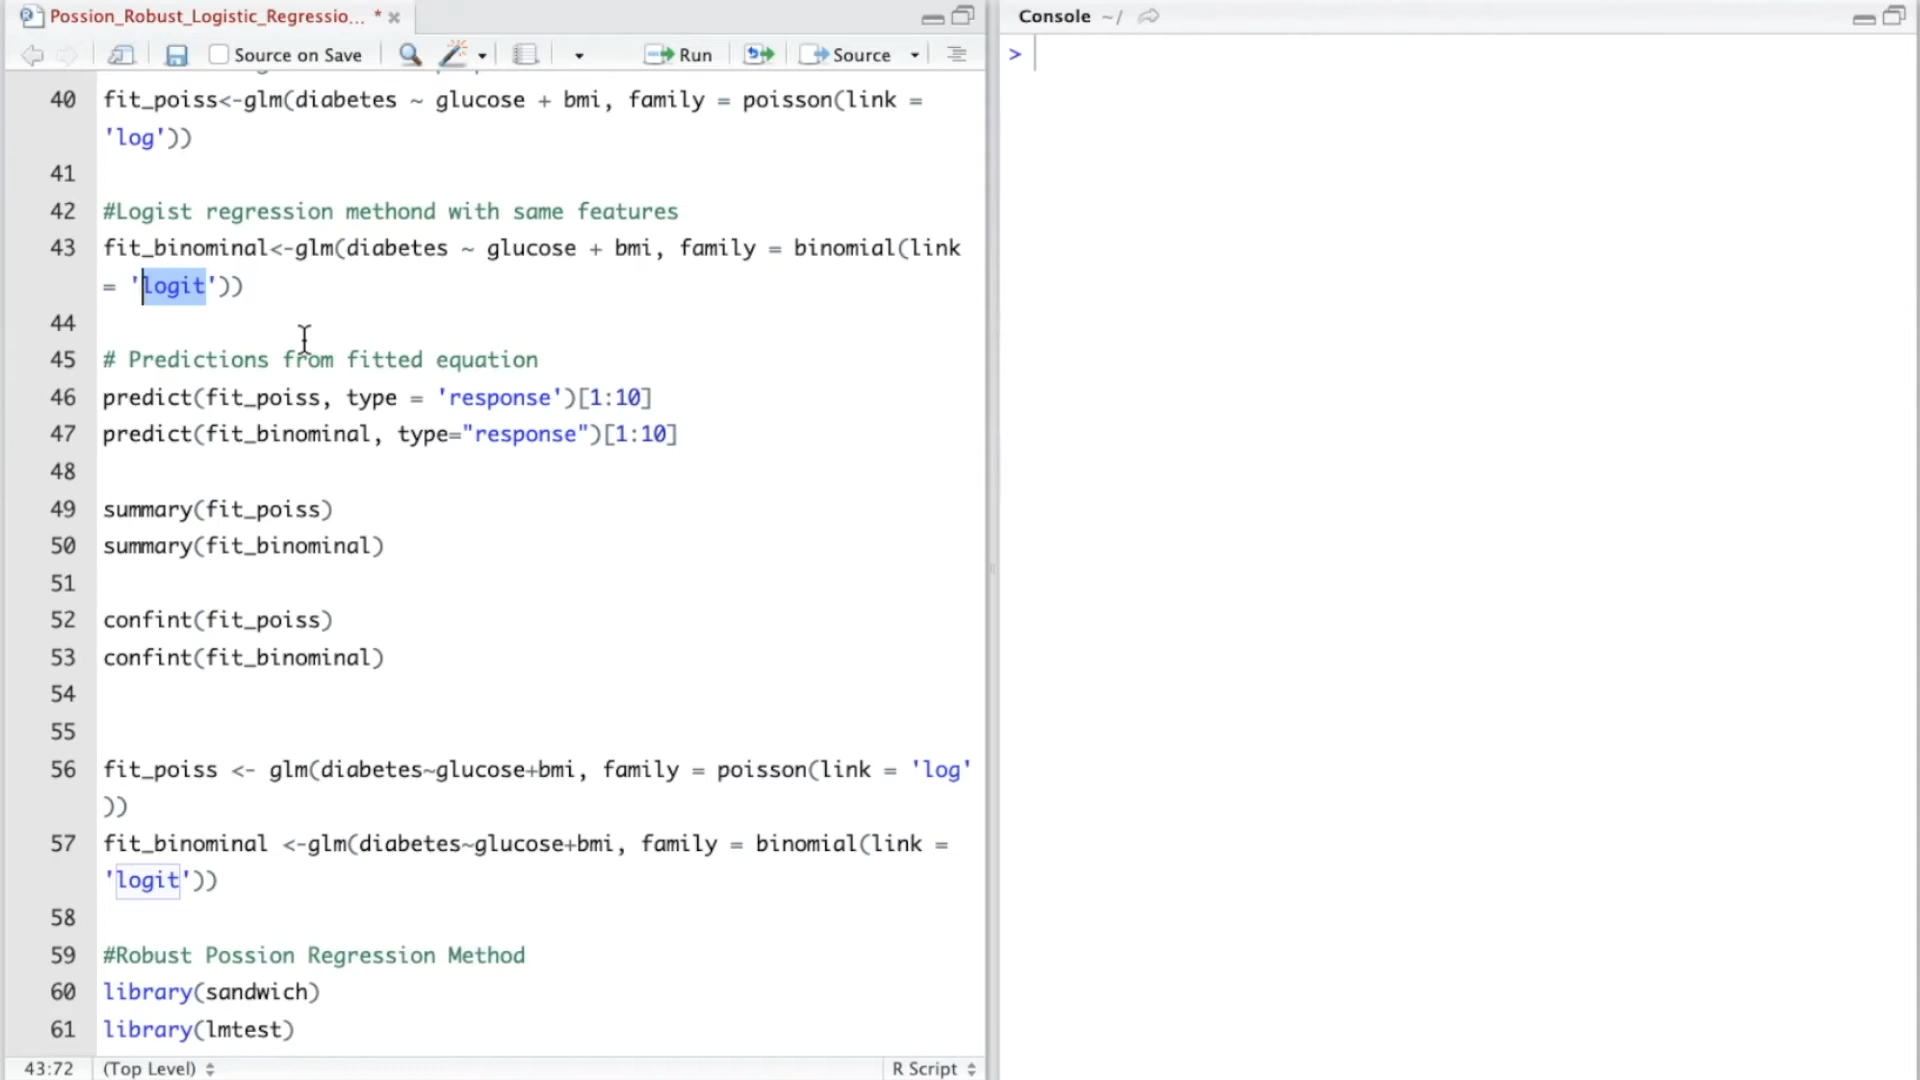 Possion_Robust_Logistic_Regressio... *
Source on Save
Run
Source
40 fit_poiss<-glm(diabetes ~ glucose + bmi, family = poisson(link =
'log'))
41
42 #Logist regression methond with same features
43 fit_binominal<-glm(diabetes ~ glucose + bmi, family = binomial(link
= 'logit'))
44
45 # Predictions from fitted equation
46 predict(fit_poiss, type = 'response')[1:10]
47 predict(fit_binominal, type="response")[1:10]
48
49 summary(fit_poiss)
50 summary(fit_binominal)
51
52 confint(fit_poiss)
53 confint(fit_binominal)
54
55
56 fit_poiss <- glm(diabetes~glucose+bmi, family = poisson(link = 'log'
))
57 fit_binominal <-glm(diabetes~glucose+bmi, family = binomial(link =
'logit'))
58
59 #Robust Possion Regression Method
60 library(sandwich)
61 library(lmtest)
43:72 (Top Level) R Script
Console ~/
>